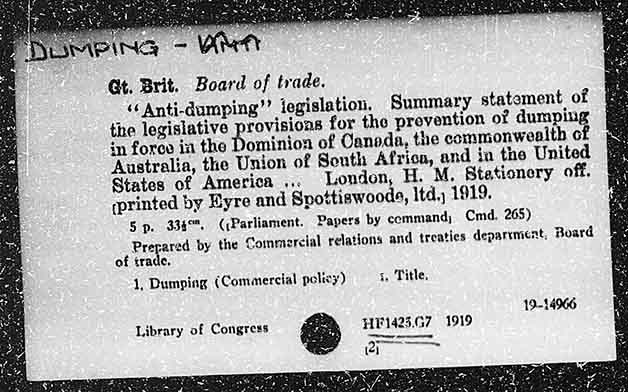 DUMPING -
Gt. Brit. Board of trade.
"Anti-dumping" legislation. Summary statement of
the legislative provisions for the prevention of dumping
in force in the Dominion of Canada, the commonwealth of
Australia, the Union of South Africa, and in the United
States of America ... London, H. M. Stationery off.
[printed by Eyre and Spottiswoode, ltd.] 1919.
5 p. 33½ᶜᵐ. ([Parliament. Papers by command] Cmd. 265)
Prepared by the Commercial relations and treaties department, Board
of trade.
1. Dumping (Commercial policy) I. Title.
19-14966
Library of Congress HF1425.G7 1919
[2]